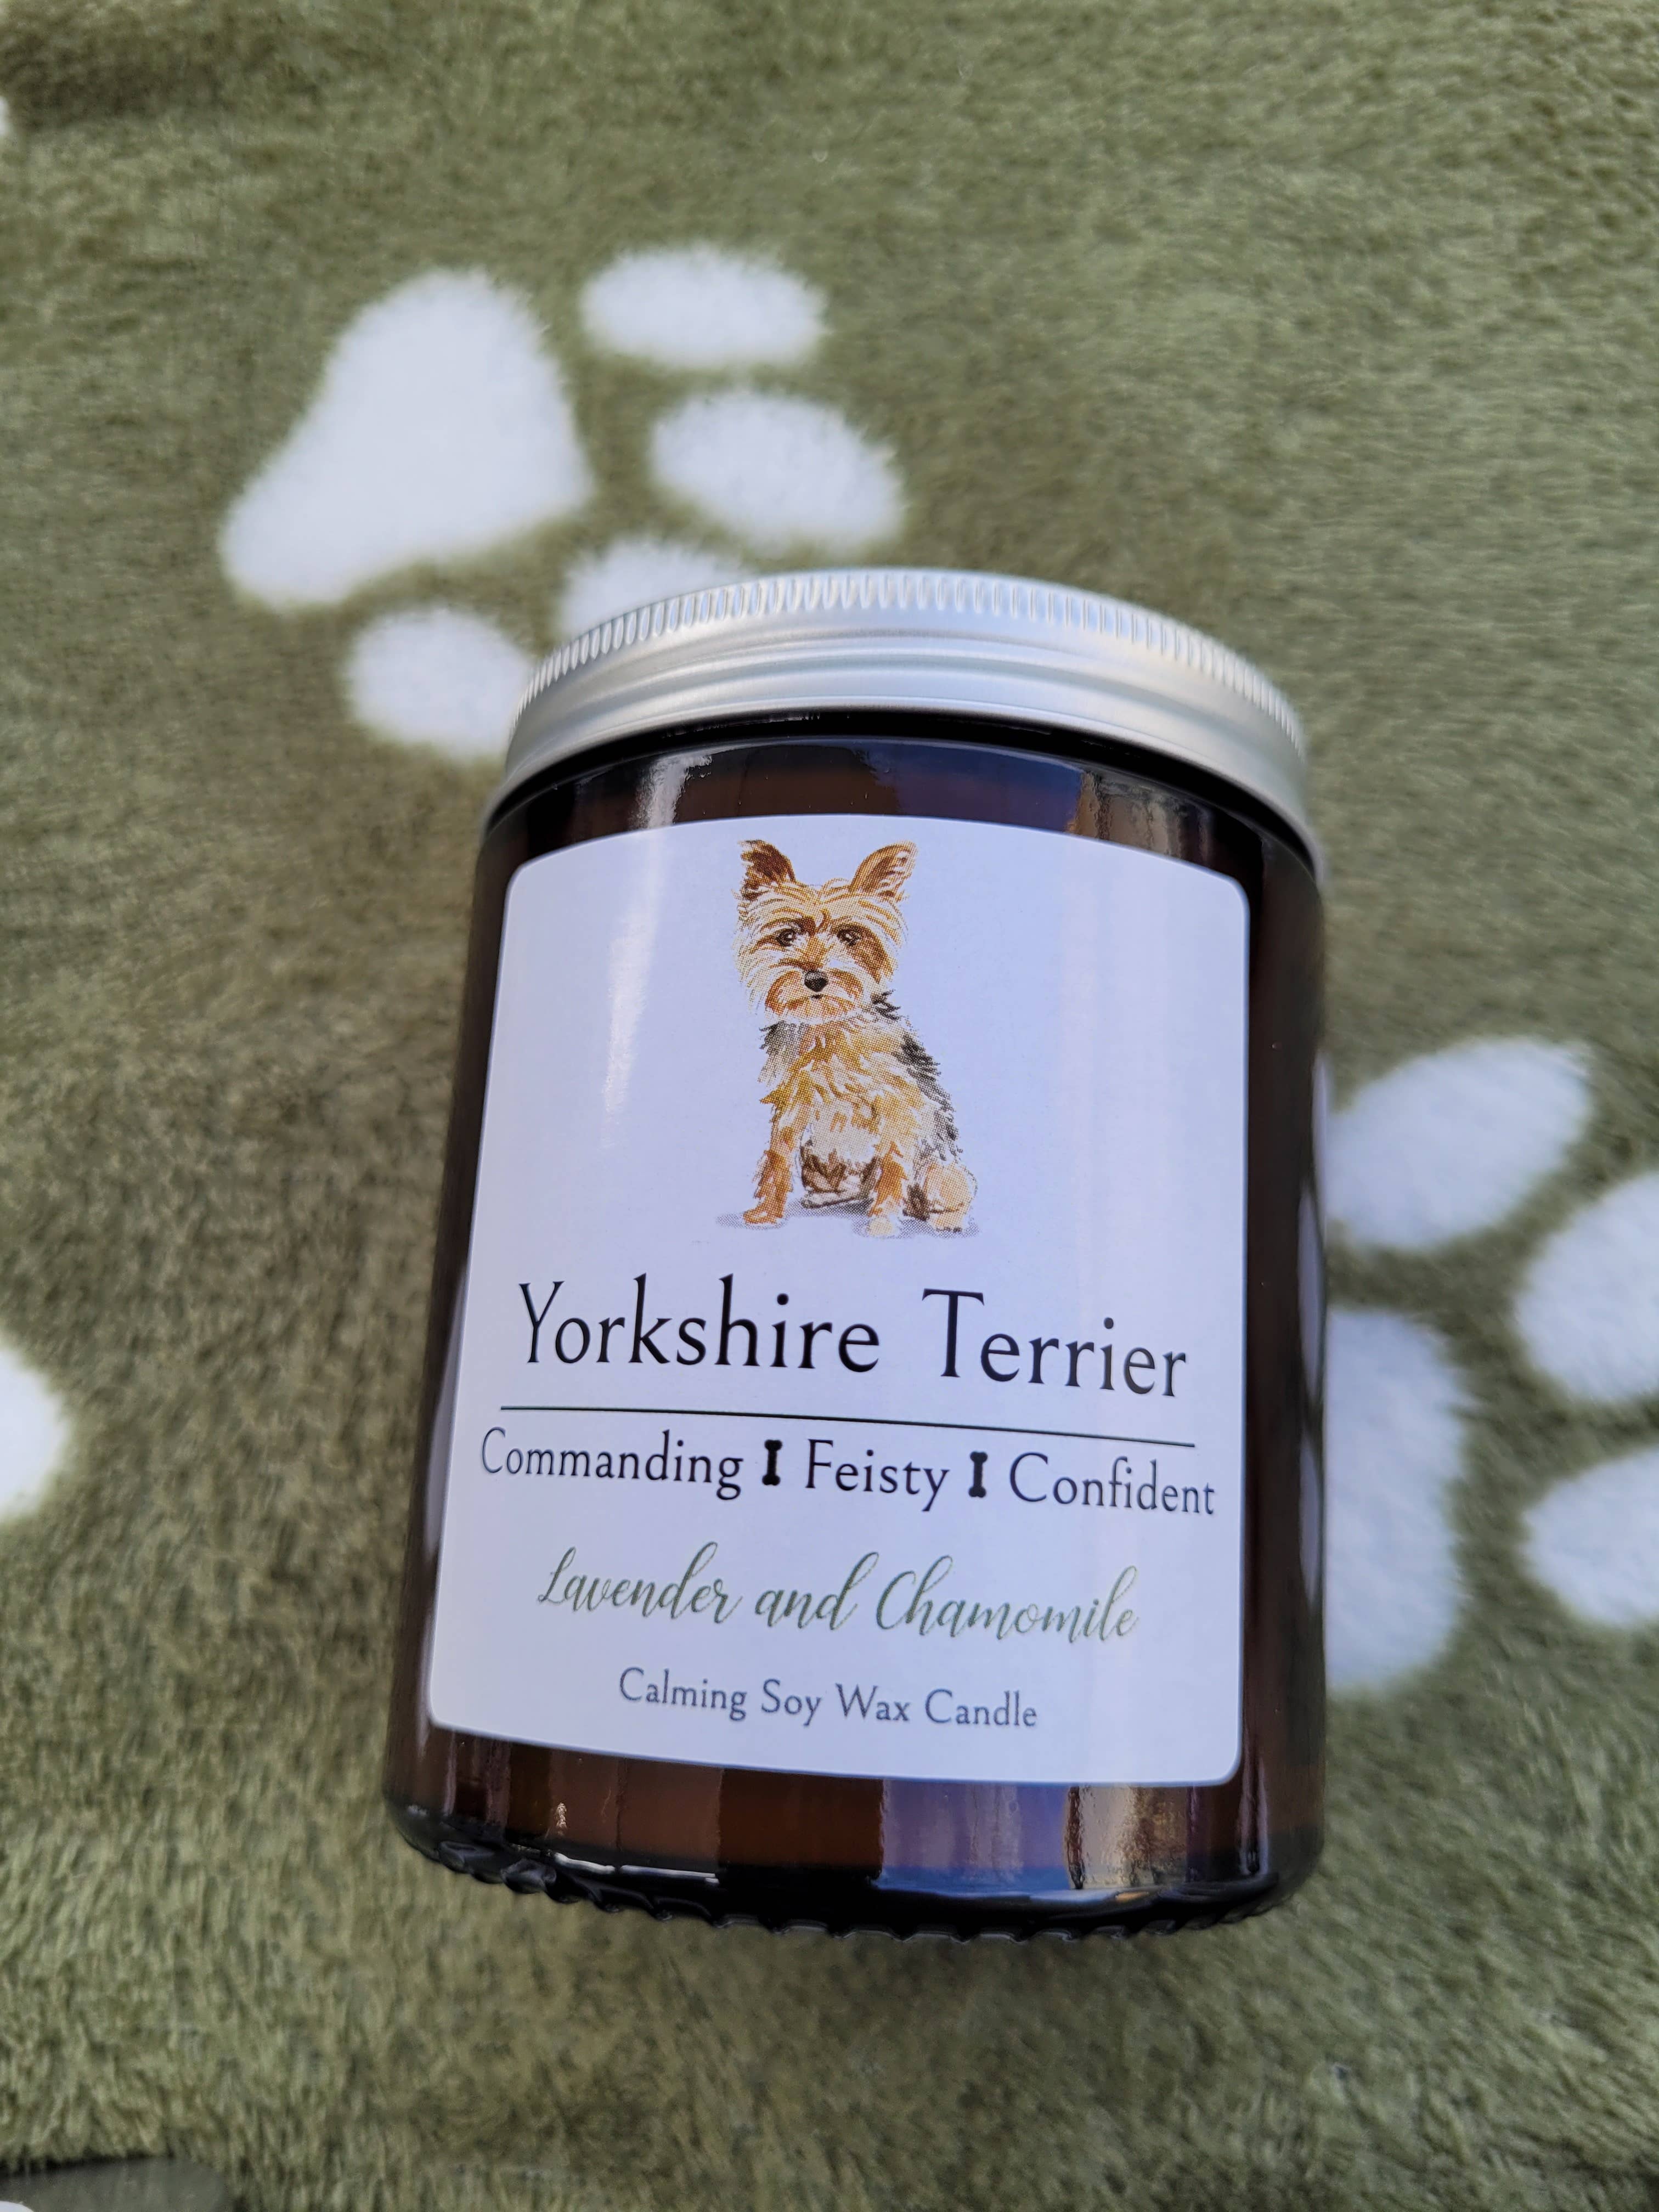 Yorkshire Terrier
Commanding Feisty Confident
Lavender and Chamomile
Calming Soy Wax Candle